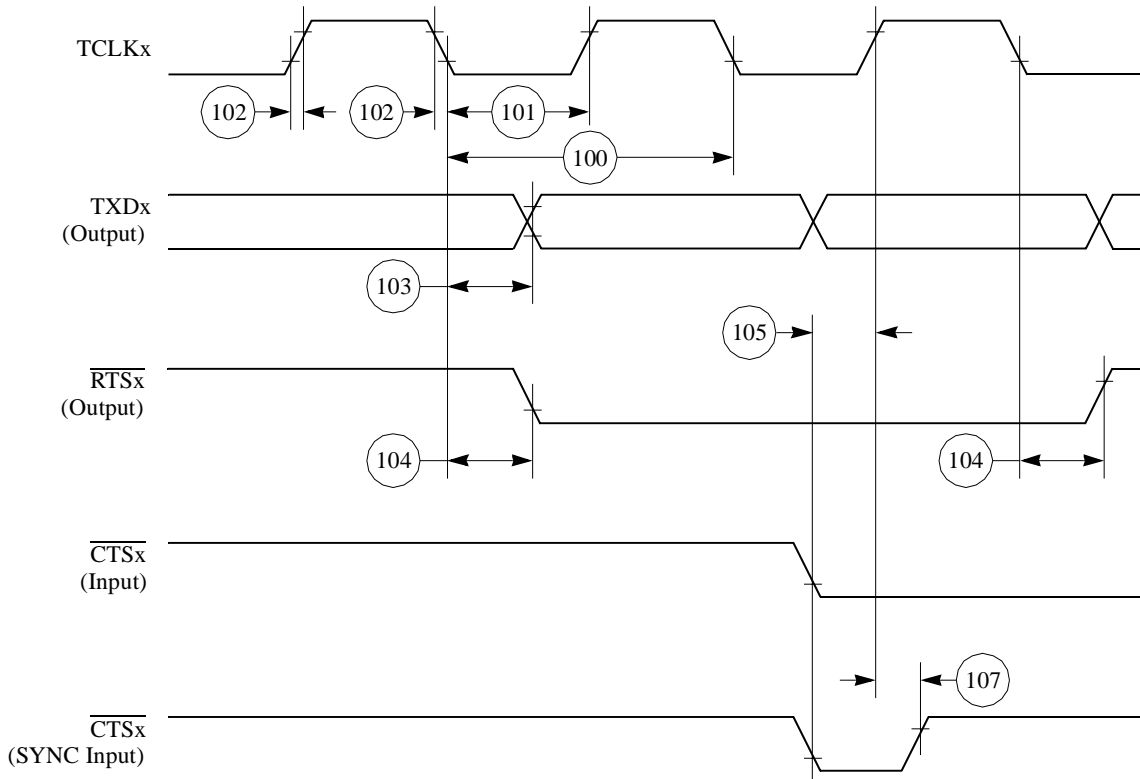 TCLKx
102
102
101
100
TXDx
(Output)
103
105
RTSx
(Output)
104
104
CTSx
(Input)
107
CTSx
(SYNC Input)